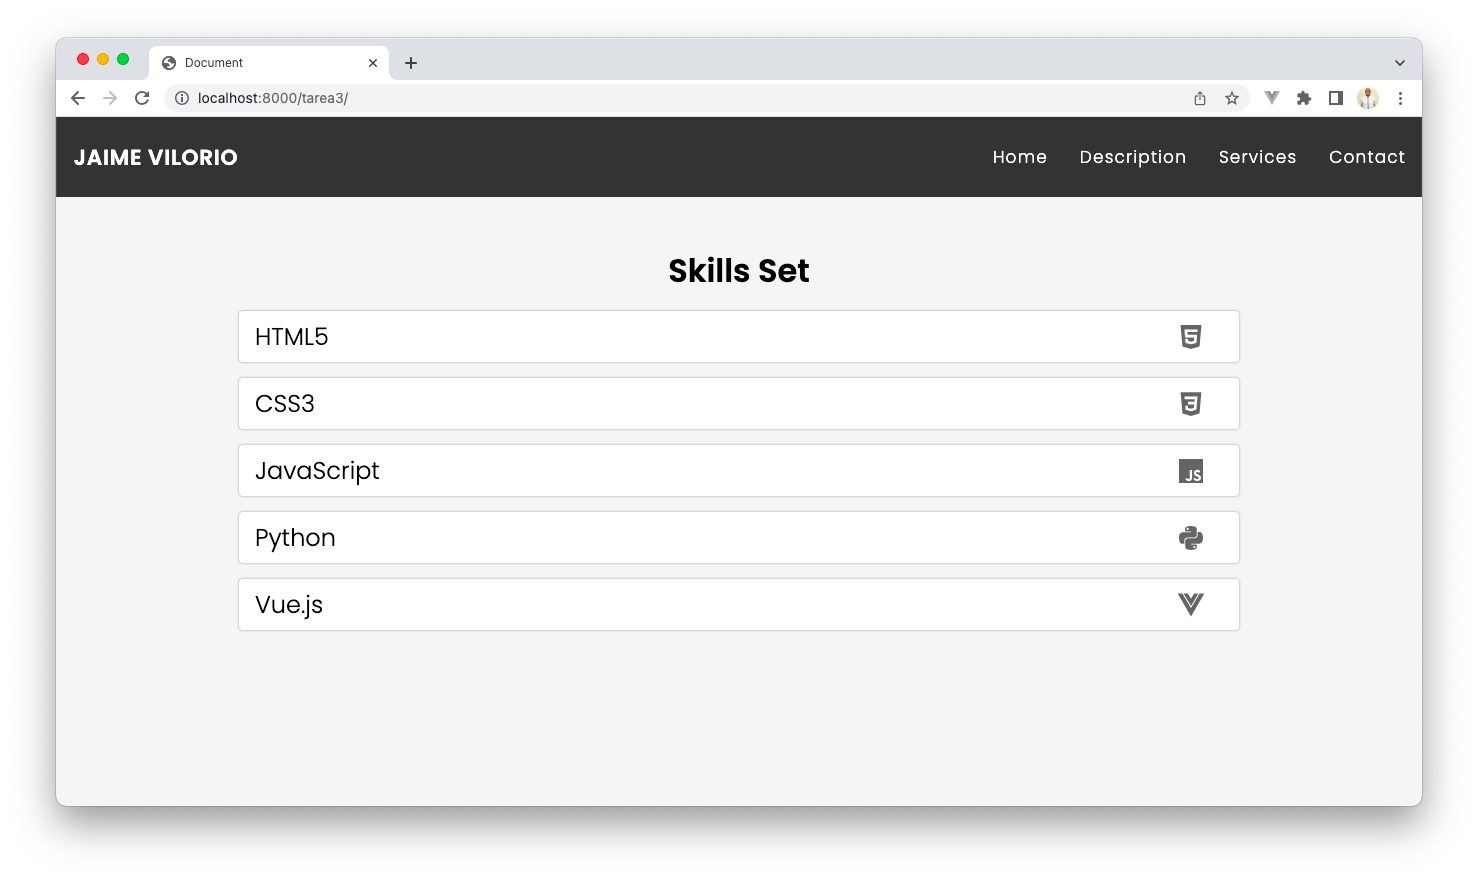 Document
localhost:8000/tarea3/
JAIME VILORIO
Home Description Services Contact
Skills Set
HTML5
CSS3
JavaScript
JS
Python
Vue.js